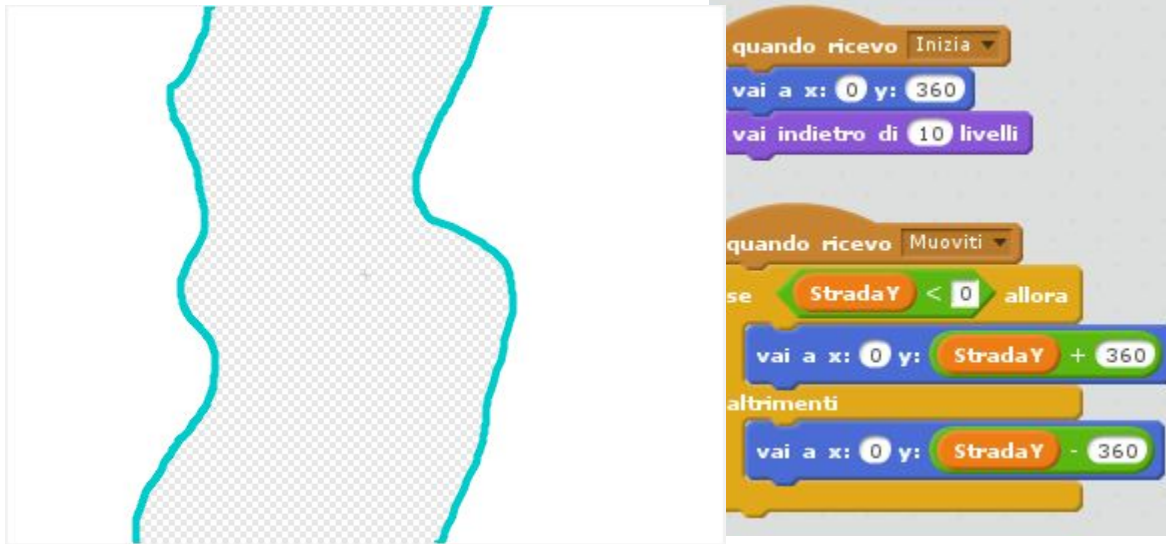 quando ricevo Inizia
vai a x: 0 y: 360
vai indietro di 10 livelli
quando ricevo Muoviti
se StradaY < 0 allora
vai a x: 0 y: StradaY + 360
altrimenti
vai a x: 0 y: StradaY - 360